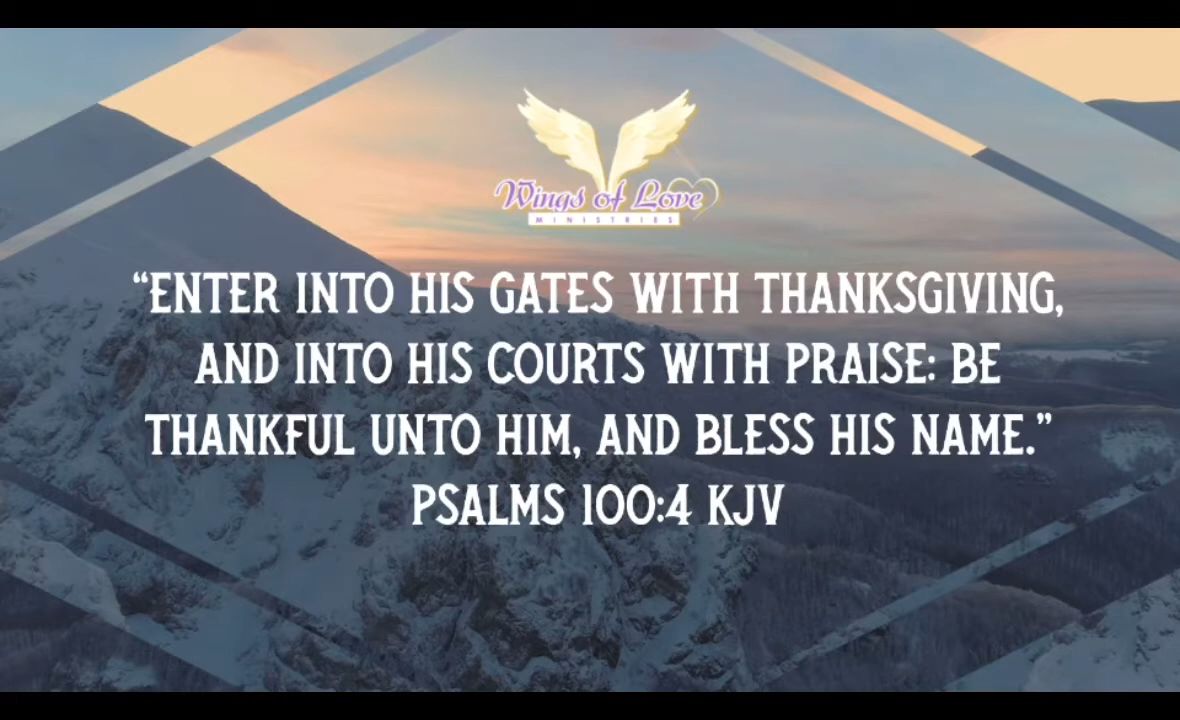 Wings of Love
MINISTRIES
“ENTER INTO HIS GATES WITH THANKSGIVING,
AND INTO HIS COURTS WITH PRAISE: BE
THANKFUL UNTO HIM, AND BLESS HIS NAME.”
PSALMS 100:4 KJV